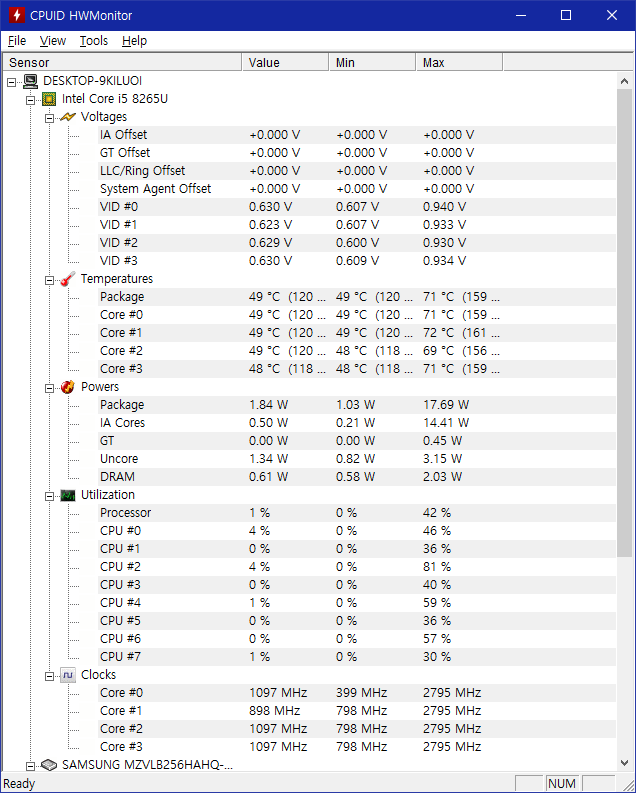 CPUID HWMonitor
File View Tools Help
Sensor Value Min Max
DESKTOP-9KILUOI
Intel Core i5 8265U
Voltages
IA Offset +0.000 V +0.000 V +0.000 V
GT Offset +0.000 V +0.000 V +0.000 V
LLC/Ring Offset +0.000 V +0.000 V +0.000 V
System Agent Offset +0.000 V +0.000 V +0.000 V
VID #0 0.630 V 0.607 V 0.940 V
VID #1 0.623 V 0.607 V 0.933 V
VID #2 0.629 V 0.600 V 0.930 V
VID #3 0.630 V 0.609 V 0.934 V
Temperatures
Package 49 °C (120 ... 49 °C (120 ... 71 °C (159 ...
Core #0 49 °C (120 ... 49 °C (120 ... 71 °C (159 ...
Core #1 49 °C (120 ... 49 °C (120 ... 72 °C (161 ...
Core #2 49 °C (120 ... 48 °C (118 ... 69 °C (156 ...
Core #3 48 °C (118 ... 48 °C (118 ... 71 °C (159 ...
Powers
Package 1.84 W 1.03 W 17.69 W
IA Cores 0.50 W 0.21 W 14.41 W
GT 0.00 W 0.00 W 0.45 W
Uncore 1.34 W 0.82 W 3.15 W
DRAM 0.61 W 0.58 W 2.03 W
Utilization
Processor 1 % 0 % 42 %
CPU #0 4 % 0 % 46 %
CPU #1 0 % 0 % 36 %
CPU #2 4 % 0 % 81 %
CPU #3 0 % 0 % 40 %
CPU #4 1 % 0 % 59 %
CPU #5 0 % 0 % 36 %
CPU #6 0 % 0 % 57 %
CPU #7 1 % 0 % 30 %
Clocks
Core #0 1097 MHz 399 MHz 2795 MHz
Core #1 898 MHz 798 MHz 2795 MHz
Core #2 1097 MHz 798 MHz 2795 MHz
Core #3 1097 MHz 798 MHz 2795 MHz
SAMSUNG MZVLB256HAHQ-...
Ready NUM